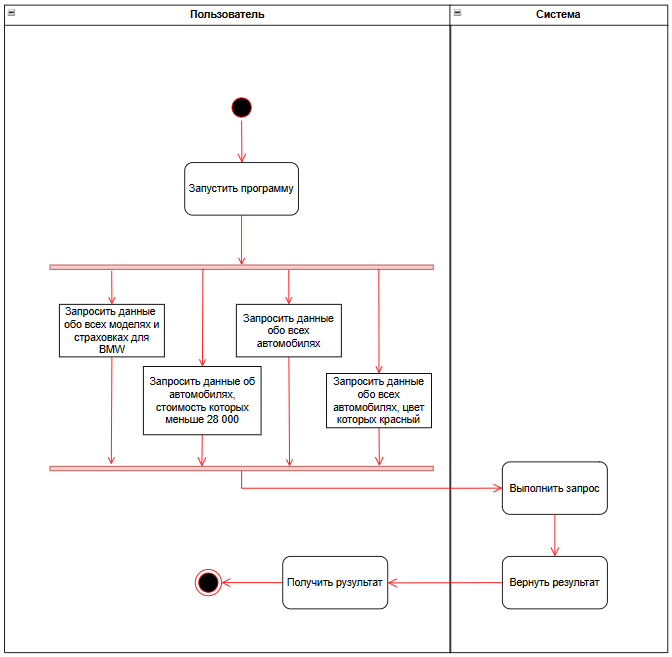 Пользователь
Система
Запустить программу
Запросить данные
обо всех моделях и
страховках для
BMW
Запросить данные
обо всех
автомобилях
Запросить данные об
автомобилях,
стоимость которых
меньше 28 000
Запросить данные
обо всех
автомобилях, цвет
которых красный
Выполнить запрос
Вернуть результат
Получить рузультат